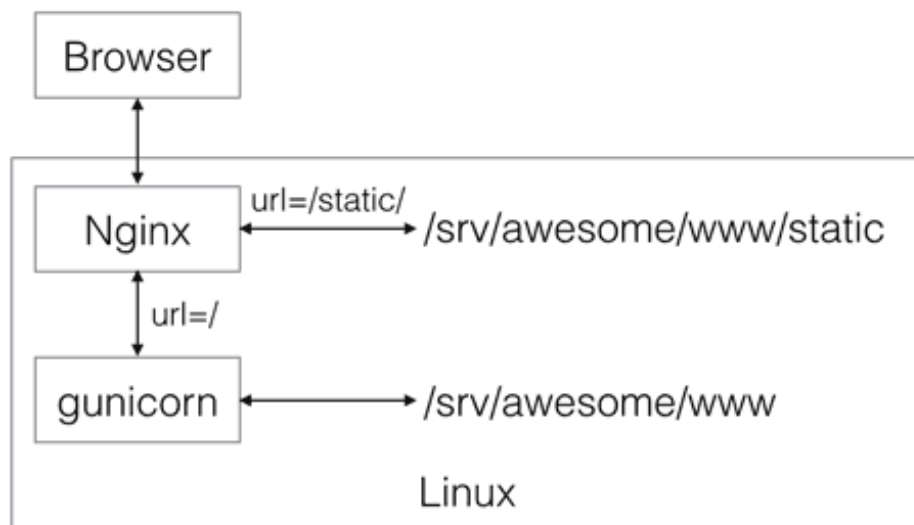 Browser
Nginx
url=/static/
/srv/awesome/www/static
url=/
gunicorn
/srv/awesome/www
Linux